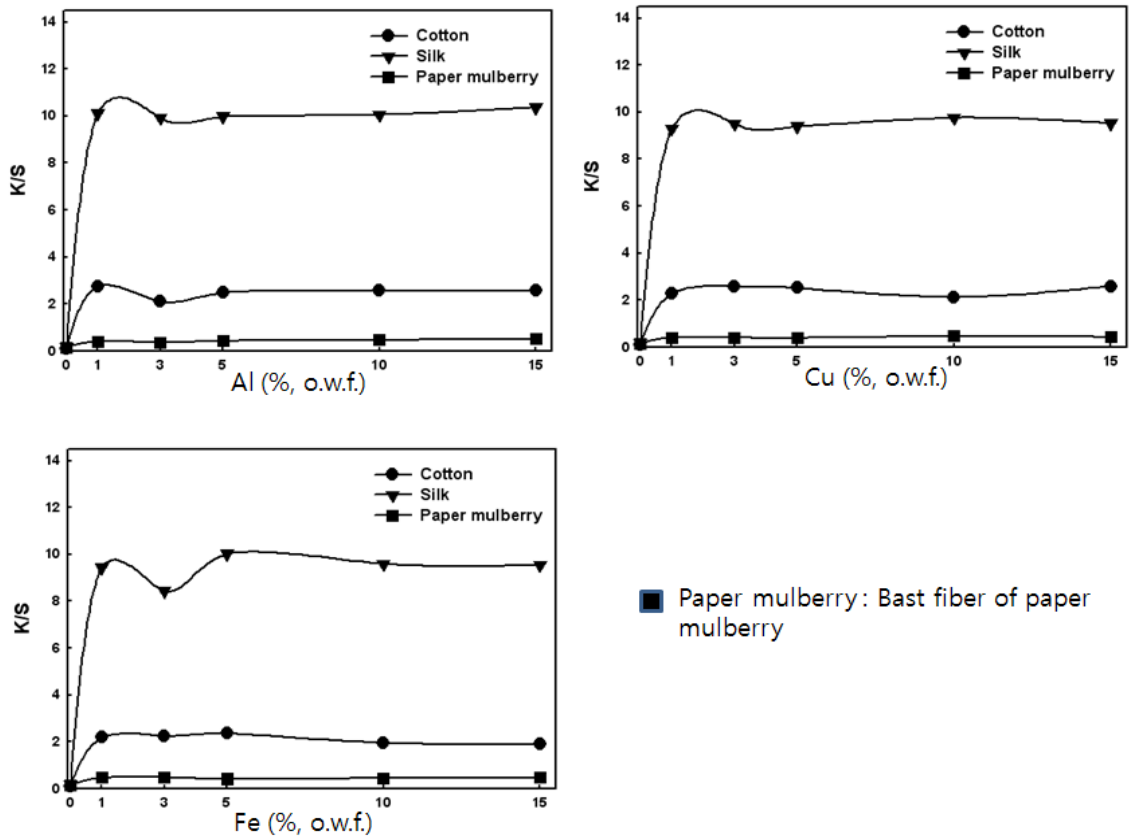 14
12
10
8
6
4
2
0
K/S
Cotton
Silk
Paper mulberry
0 1 3 5 10 15
Al (%, o.w.f.)
14
12
10
8
6
4
2
0
K/S
Cotton
Silk
Paper mulberry
0 1 3 5 10 15
Cu (%, o.w.f.)
14
12
10
8
6
4
2
0
K/S
Cotton
Silk
Paper mulberry
0 1 3 5 10 15
Fe (%, o.w.f.)
Paper mulberry : Bast fiber of paper
mulberry